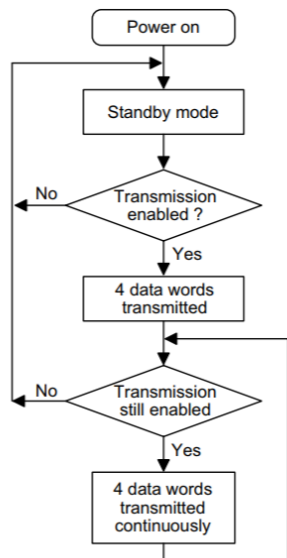 Power on
Standby mode
Transmission
enabled ?
No
Yes
4 data words
transmitted
Transmission
still enabled
No
Yes
4 data words
transmitted
continuously